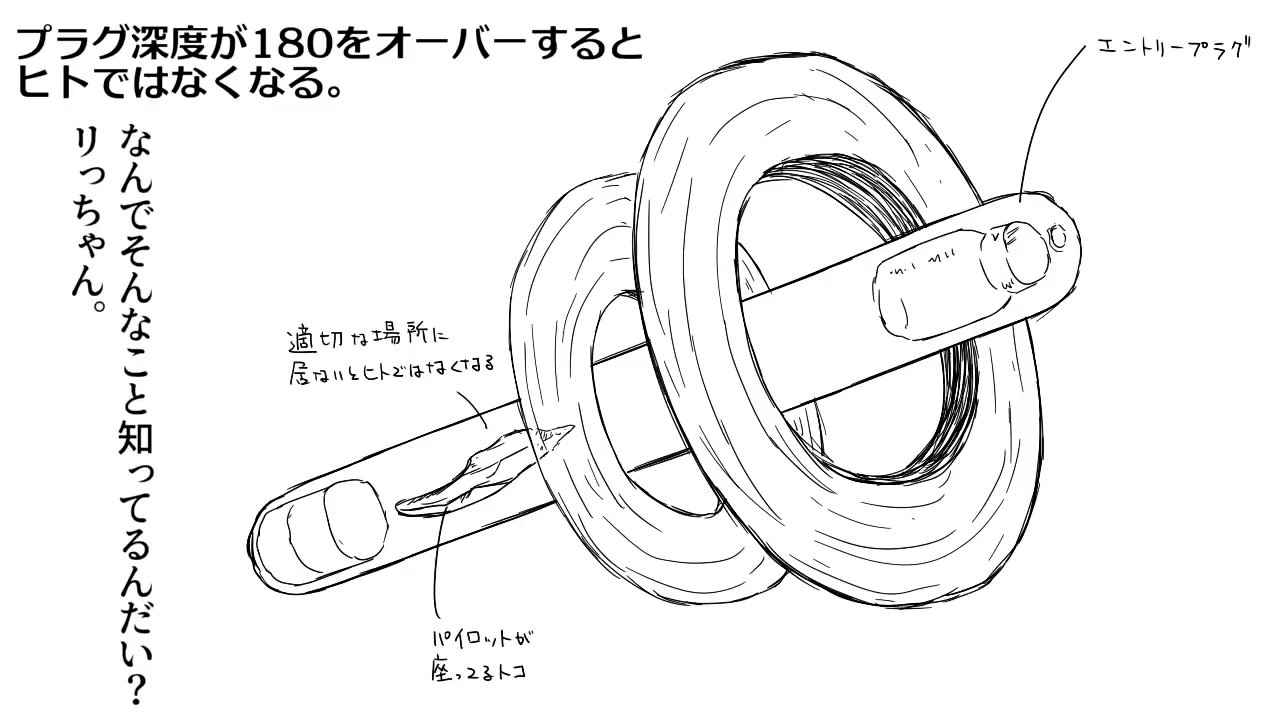 プラグ深度が180をオーバーすると
ヒトではなくなる。
なんでそんなこと知ってるんだい?
リっちゃん。
エントリープラグ
適切な場所に
居ないとヒトではなくなる
パイロットが
座ってるトコ